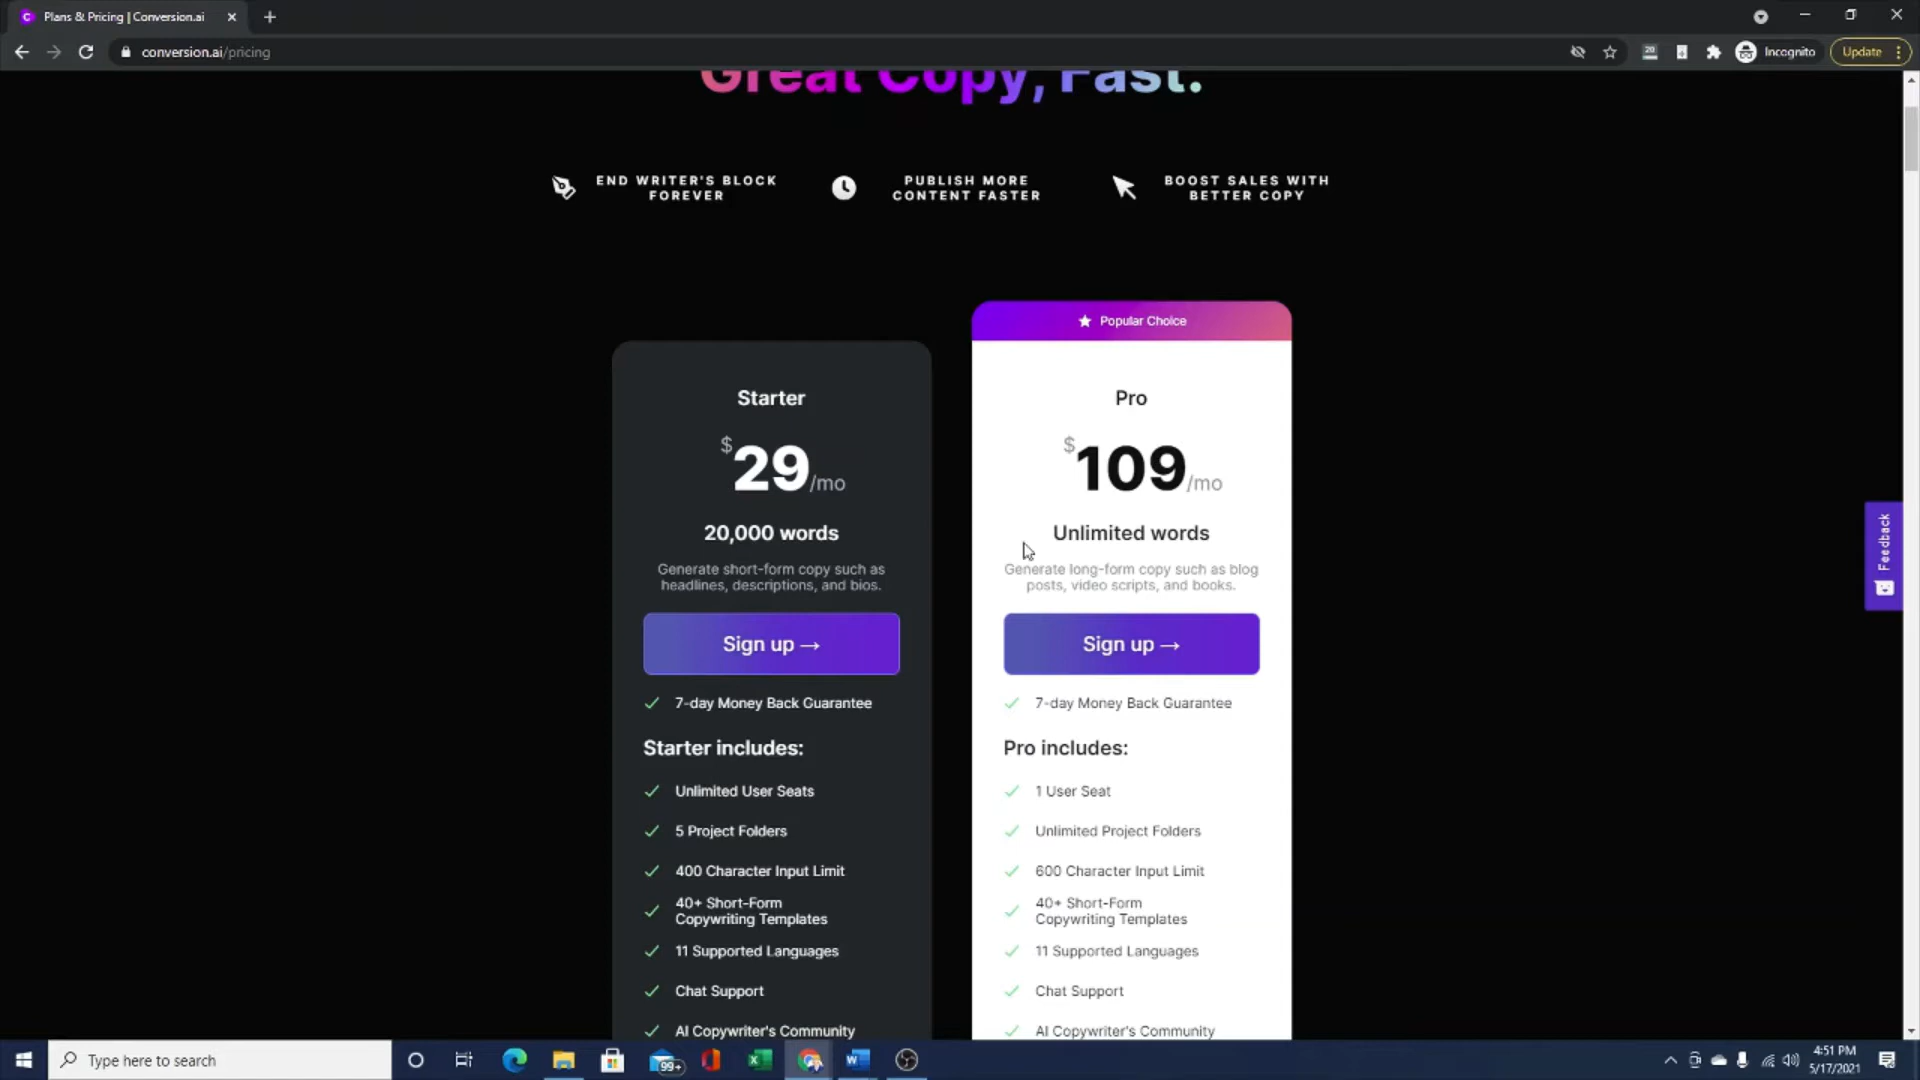 Plans & Pricing | Conversion.ai
conversion.ai/pricing
20
Incognito
Update
Great Copy, Fast.
END WRITER'S BLOCK
FOREVER
PUBLISH MORE
CONTENT FASTER
BOOST SALES WITH
BETTER COPY
Popular Choice
Starter
$29/mo
20,000 words
Generate short-form copy such as
headlines, descriptions, and bios.
Sign up →
7-day Money Back Guarantee
Starter includes:
Unlimited User Seats
5 Project Folders
400 Character Input Limit
40+ Short-Form
Copywriting Templates
11 Supported Languages
Chat Support
AI Copywriter's Community
Pro
$109/mo
Unlimited words
Generate long-form copy such as blog
posts, video scripts, and books.
Sign up →
7-day Money Back Guarantee
Pro includes:
1 User Seat
Unlimited Project Folders
600 Character Input Limit
40+ Short-Form
Copywriting Templates
11 Supported Languages
Chat Support
AI Copywriter's Community
Feedback
Type here to search
99+
4:51 PM
5/17/2021